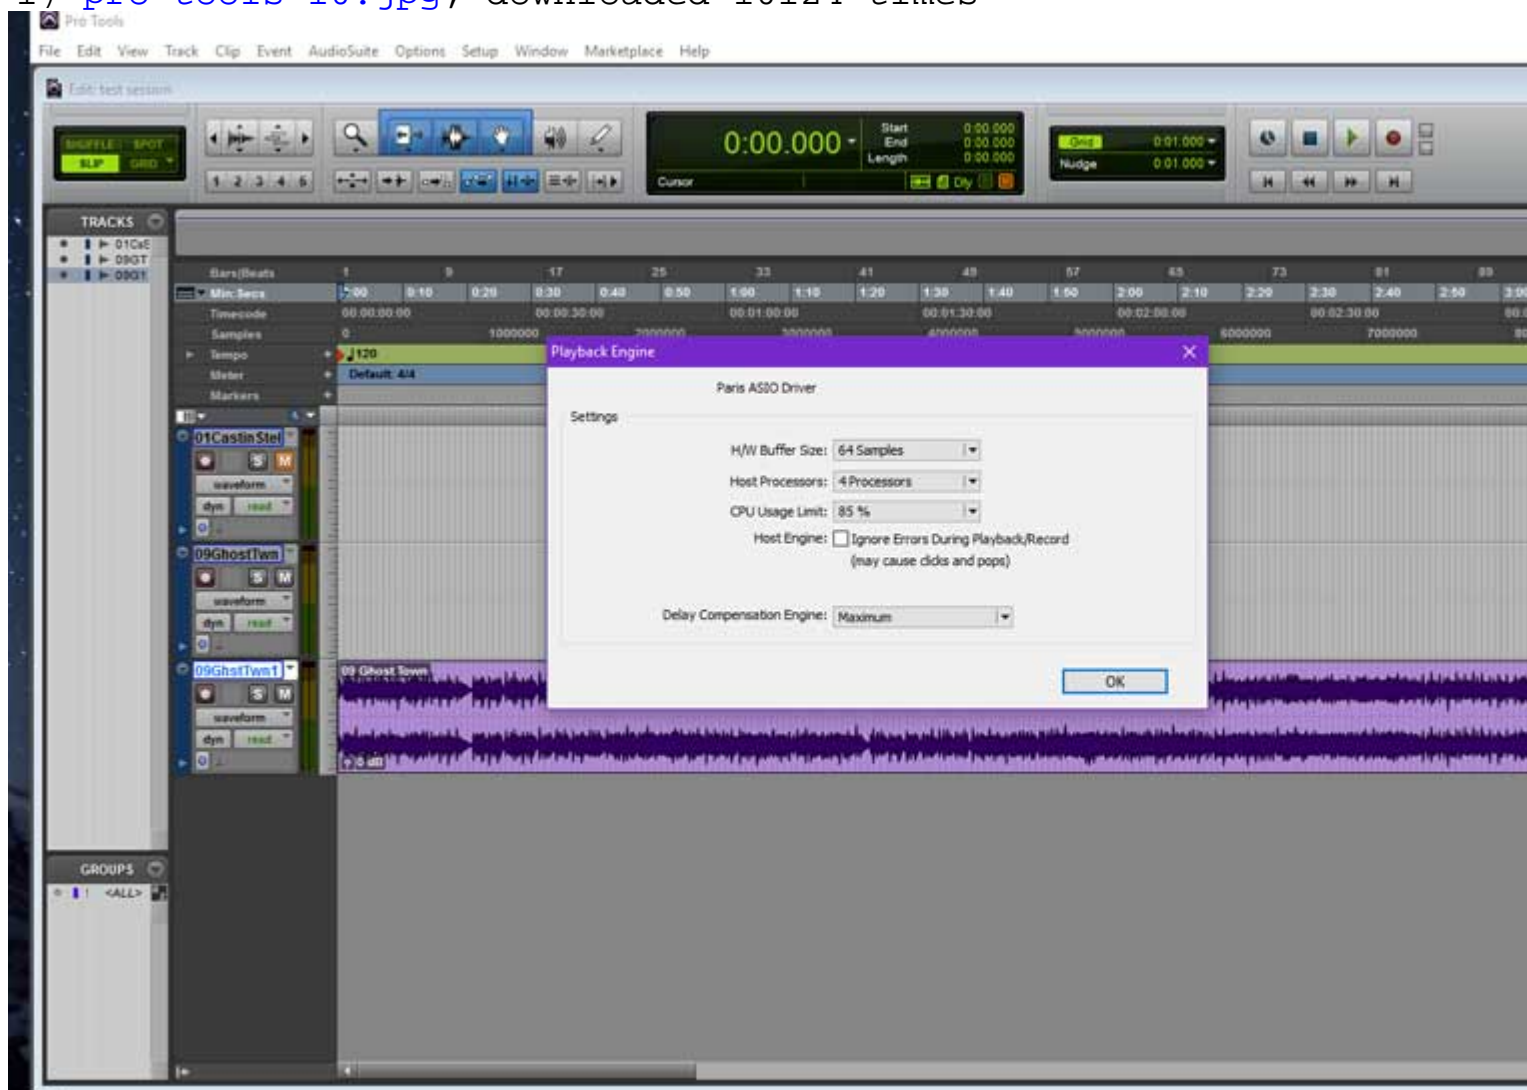 Pro Tools
File Edit View Track Clip Event AudioSuite Options Setup Window Marketplace Help
Edit: test session
SHUFFLE SPOT
SLIP GRID
1 2 3 4 5
0:00.000
Start 0:00.000
End 0:00.000
Length 0:00.000
Cursor
Dly
Grid 0:01.000
Nudge 0:01.000
TRACKS
01CsS
09GT
09GT
Bars|Beats 1 9 17 25 33 41 49 57 65 73 81 89
Min:Secs 0:00 0:10 0:20 0:30 0:40 0:50 1:00 1:10 1:20 1:30 1:40 1:50 2:00 2:10 2:20 2:30 2:40 2:50 3:00
Timecode 00:00:00:00 00:00:30:00 00:01:00:00 00:01:30:00 00:02:00:00 00:02:30:00
Samples 0 1000000 2000000 3000000 4000000 5000000 6000000 7000000
Tempo 120
Meter Default: 4/4
Markers
Playback Engine
Paris ASIO Driver
Settings
H/W Buffer Size: 64 Samples
Host Processors: 4 Processors
CPU Usage Limit: 85 %
Host Engine: Ignore Errors During Playback/Record
(may cause clicks and pops)
Delay Compensation Engine: Maximum
OK
01CastinStel
S M
waveform
dyn read
09GhostTwn
S M
waveform
dyn read
09GhstTwn1
S M
waveform
dyn read
09 Ghost Town
0 dB
GROUPS
! <ALL>